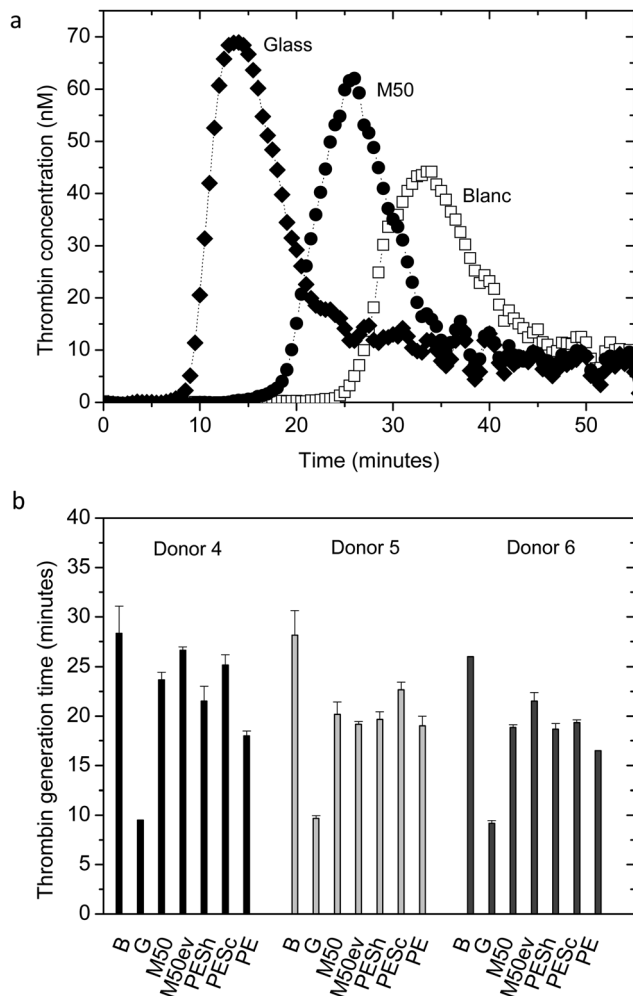 a
Thrombin concentration (nM)
70
60
50
40
30
20
10
0
Glass
M50
Blanc
0 10 20 30 40 50
Time (minutes)
b
Thrombin generation time (minutes)
40
35
30
25
20
15
10
5
0
Donor 4 Donor 5 Donor 6
B G M50 M50ev PESh PESc PE B G M50 M50ev PESh PESc PE B G M50 M50ev PESh PESc PE